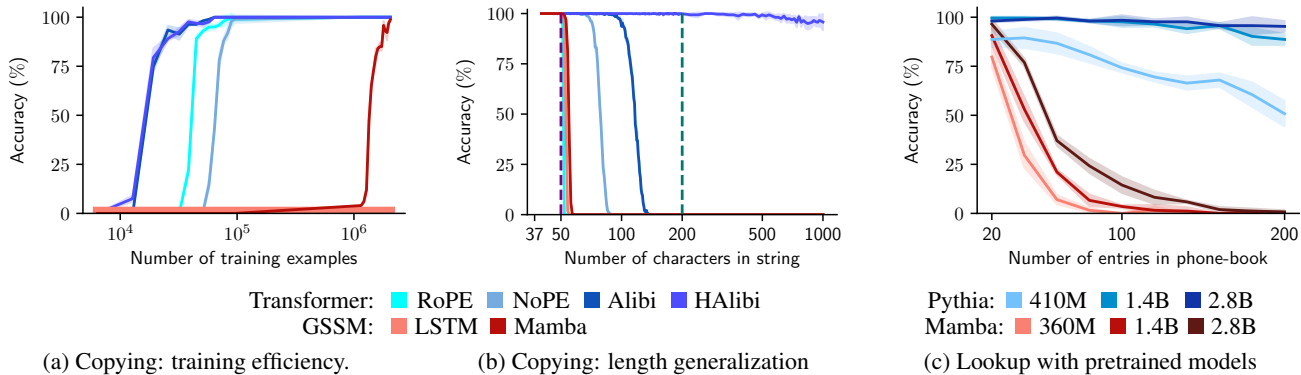 100
75
50
25
0
Accuracy (%)
10^4 10^5 10^6
Number of training examples
100
75
50
25
0
Accuracy (%)
37 50 100 200 500 1000
Number of characters in string
100
75
50
25
0
Accuracy (%)
20 100 200
Number of entries in phone-book
Transformer: RoPE NoPE Alibi HAlibi
GSSM: LSTM Mamba
Pythia: 410M 1.4B 2.8B
Mamba: 360M 1.4B 2.8B
(a) Copying: training efficiency.
(b) Copying: length generalization
(c) Lookup with pretrained models